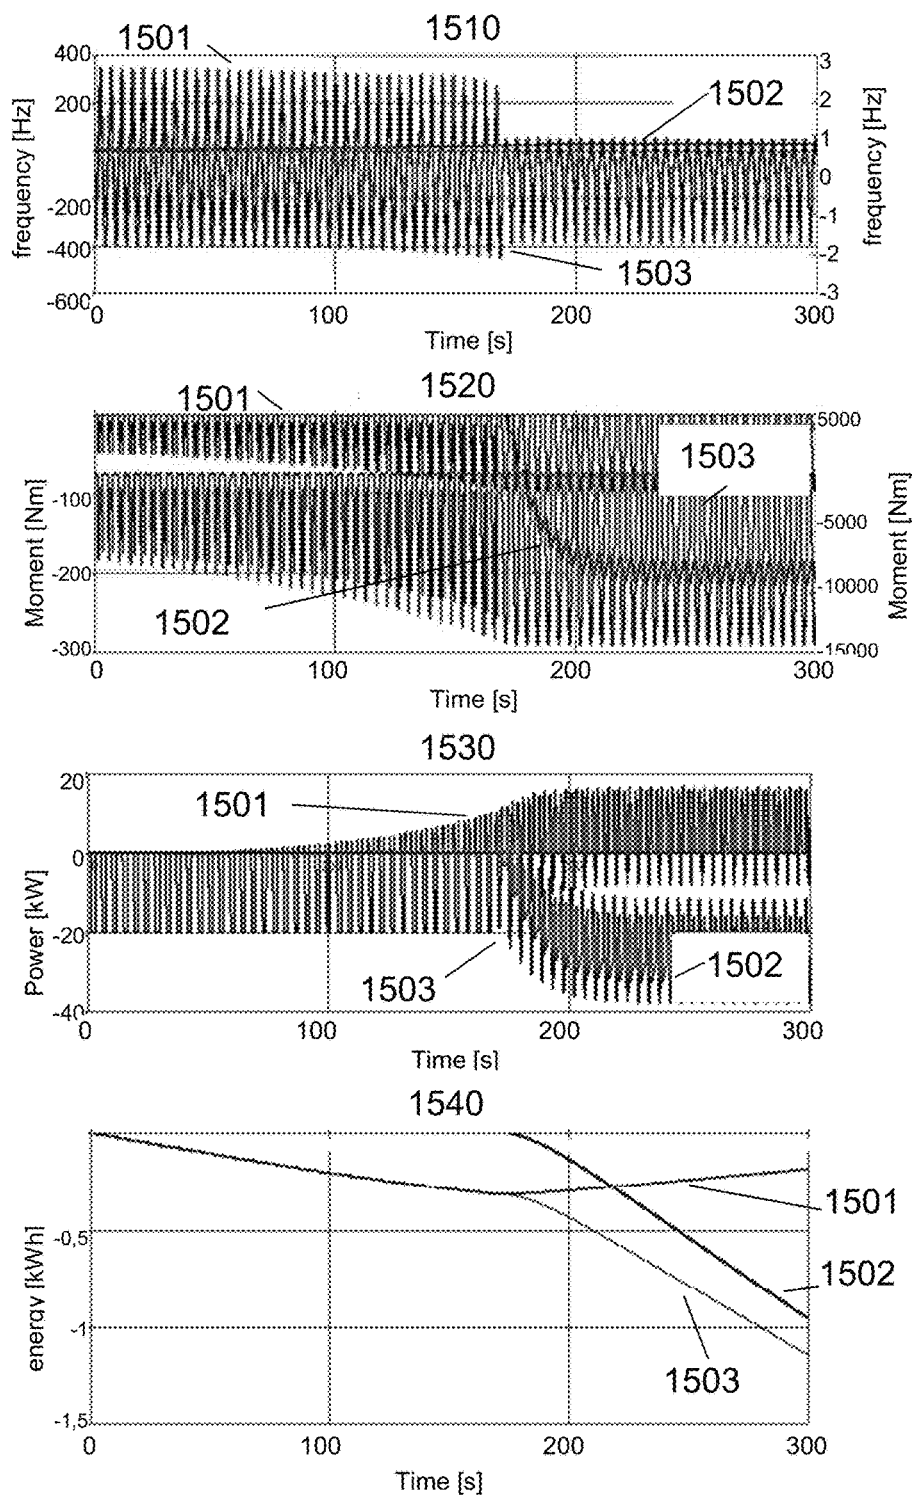 1501 1510
400 3
1502
200 2
1
frequency [Hz] 0 frequency [Hz]
-200 -1
-400 -2
1503
-600 -3
0 100 200 300
Time [s]
1501 1520
5000
1503
-100
Moment [Nm] -5000 Moment [Nm]
-200 -10000
1502
-300 -15000
0 100 200 300
Time [s]
1530
20
1501
0
Power [kW]
-20
1502
1503
-40
0 100 200 300
Time [s]
1540
1501
-0,5
energy [kWh] 1502
-1
1503
-1,5
0 100 200 300
Time [s]